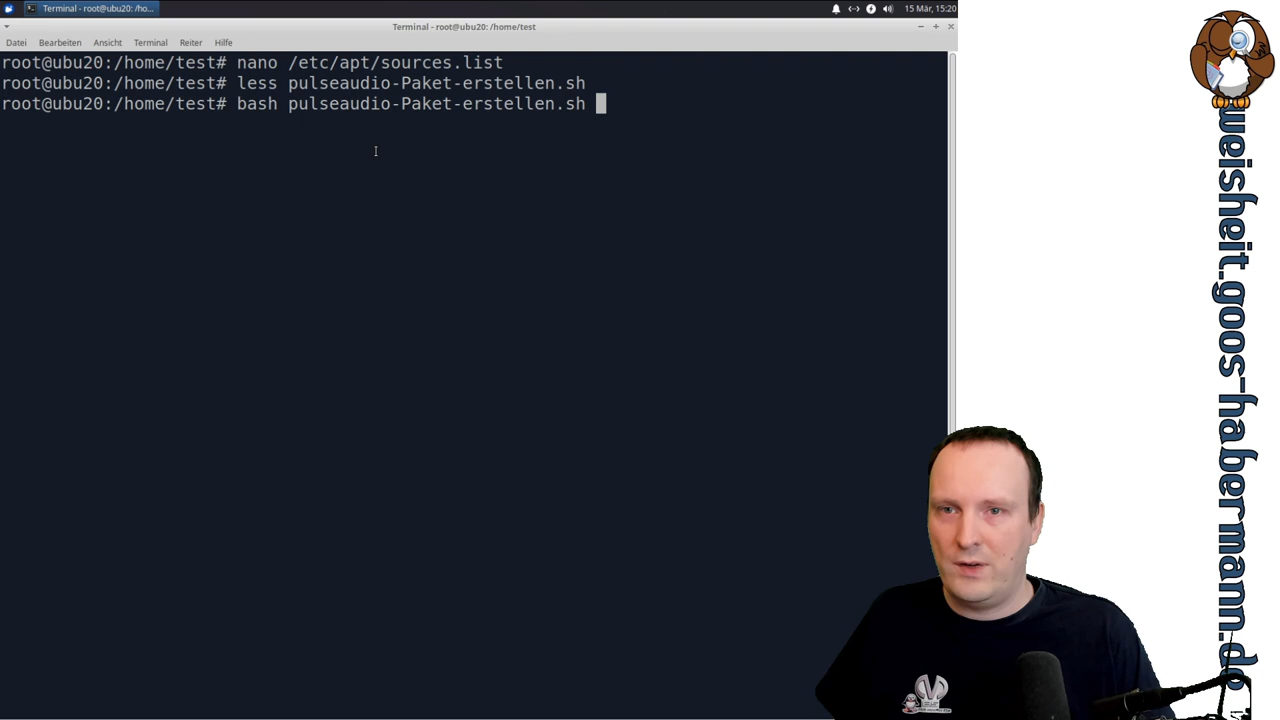 Terminal - root@ubu20: /ho...
15 Mär, 15:20
Terminal - root@ubu20: /home/test
Datei Bearbeiten Ansicht Terminal Reiter Hilfe
root@ubu20:/home/test# nano /etc/apt/sources.list
root@ubu20:/home/test# less pulseaudio-Paket-erstellen.sh
root@ubu20:/home/test# bash pulseaudio-Paket-erstellen.sh
weisheit.goos-habermann.de